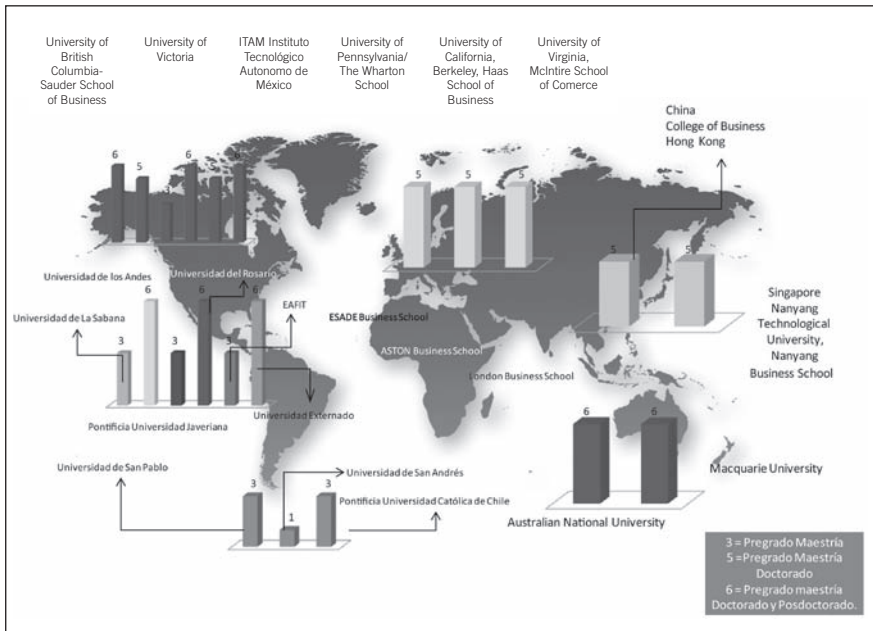 University of
British
Columbia-
Sauder School
of Business
University of
Victoria
ITAM Instituto
Tecnológico
Autonomo de
México
University of
Pennsylvania/
The Wharton
School
University of
California,
Berkeley, Haas
School of
Business
University of
Virginia,
McIntire School
of Comerce
China
College of Business
Hong Kong
6
5
3
6
5
6
5
5
5
5
5
Singapore
Nanyang
Technological
University,
Nanyang
Business School
Universidad de los Andes
Universidad del Rosario
EAFIT
Universidad de La Sabana
3
6
3
6
3
6
ESADE Business School
ASTON Business School
London Business School
Pontificia Universidad Javeriana
Universidad Externado
6
6
Macquarie University
Australian National University
Universidad de San Pablo
Universidad de San Andrés
Pontificia Universidad Católica de Chile
3
1
3
3 = Pregrado Maestría
5 = Pregrado Maestría
Doctorado
6 = Pregrado maestría
Doctorado y Posdoctorado.